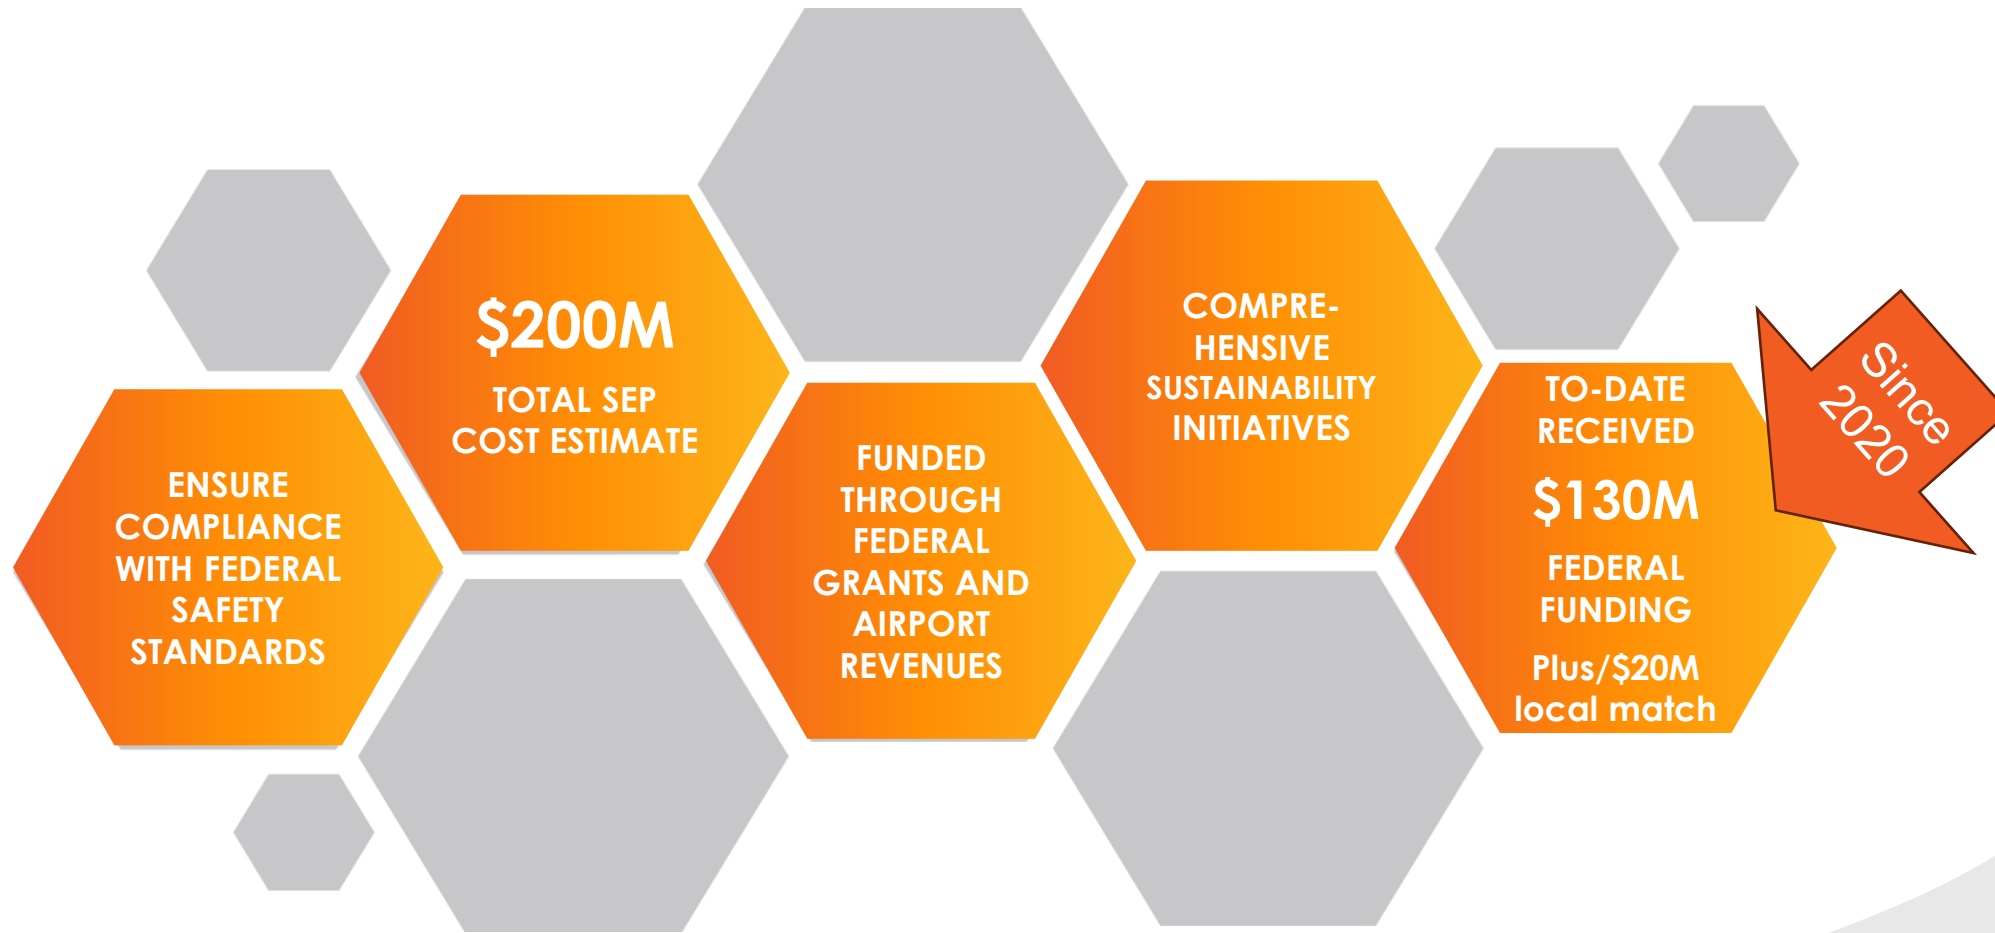 ENSURE
COMPLIANCE
WITH FEDERAL
SAFETY
STANDARDS
$200M
TOTAL SEP
COST ESTIMATE
FUNDED
THROUGH
FEDERAL
GRANTS AND
AIRPORT
REVENUES
COMPRE-
HENSIVE
SUSTAINABILITY
INITIATIVES
TO-DATE
RECEIVED
$130M
FEDERAL
FUNDING
Plus/$20M
local match
Since
2020